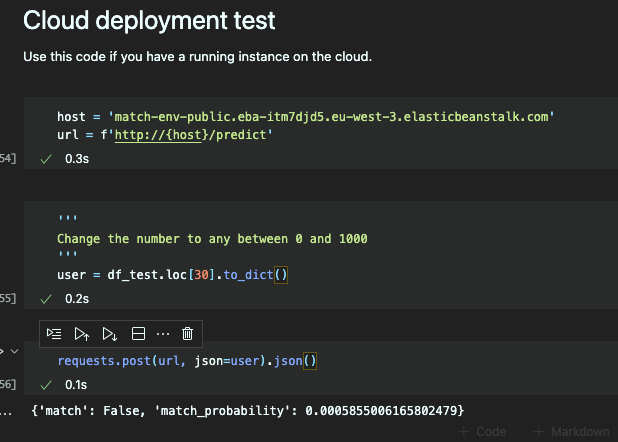 Cloud deployment test
Use this code if you have a running instance on the cloud.
host = 'match-env-public.eba-itm7djd5.eu-west-3.elasticbeanstalk.com'
url = f'http://{host}/predict'
54]
0.3s
'''
Change the number to any between 0 and 1000
'''
user = df_test.loc[30].to_dict()
55]
0.2s
requests.post(url, json=user).json()
56]
0.1s
... {'match': False, 'match_probability': 0.0005855006165802479}
+ Code + Markdown